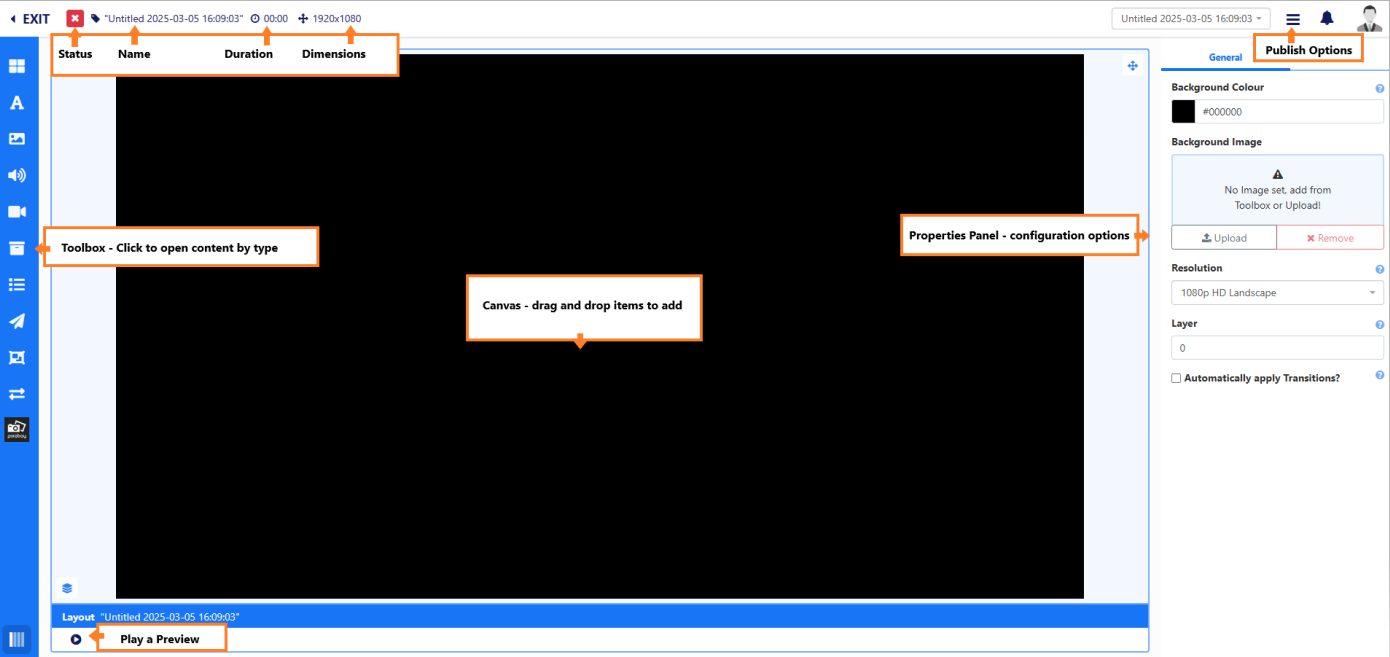 EXIT
"Untitled 2025-03-05 16:09:03"
00:00
1920x1080
Untitled 2025-03-05 16:09:03
Status
Name
Duration
Dimensions
Publish Options
General
Background Colour
#000000
Background Image
No Image set, add from
Toolbox or Upload!
Upload
Remove
Toolbox - Click to open content by type
Properties Panel - configuration options
Canvas - drag and drop items to add
Resolution
1080p HD Landscape
Layer
0
Automatically apply Transitions?
Layout "Untitled 2025-03-05 16:09:03"
Play a Preview